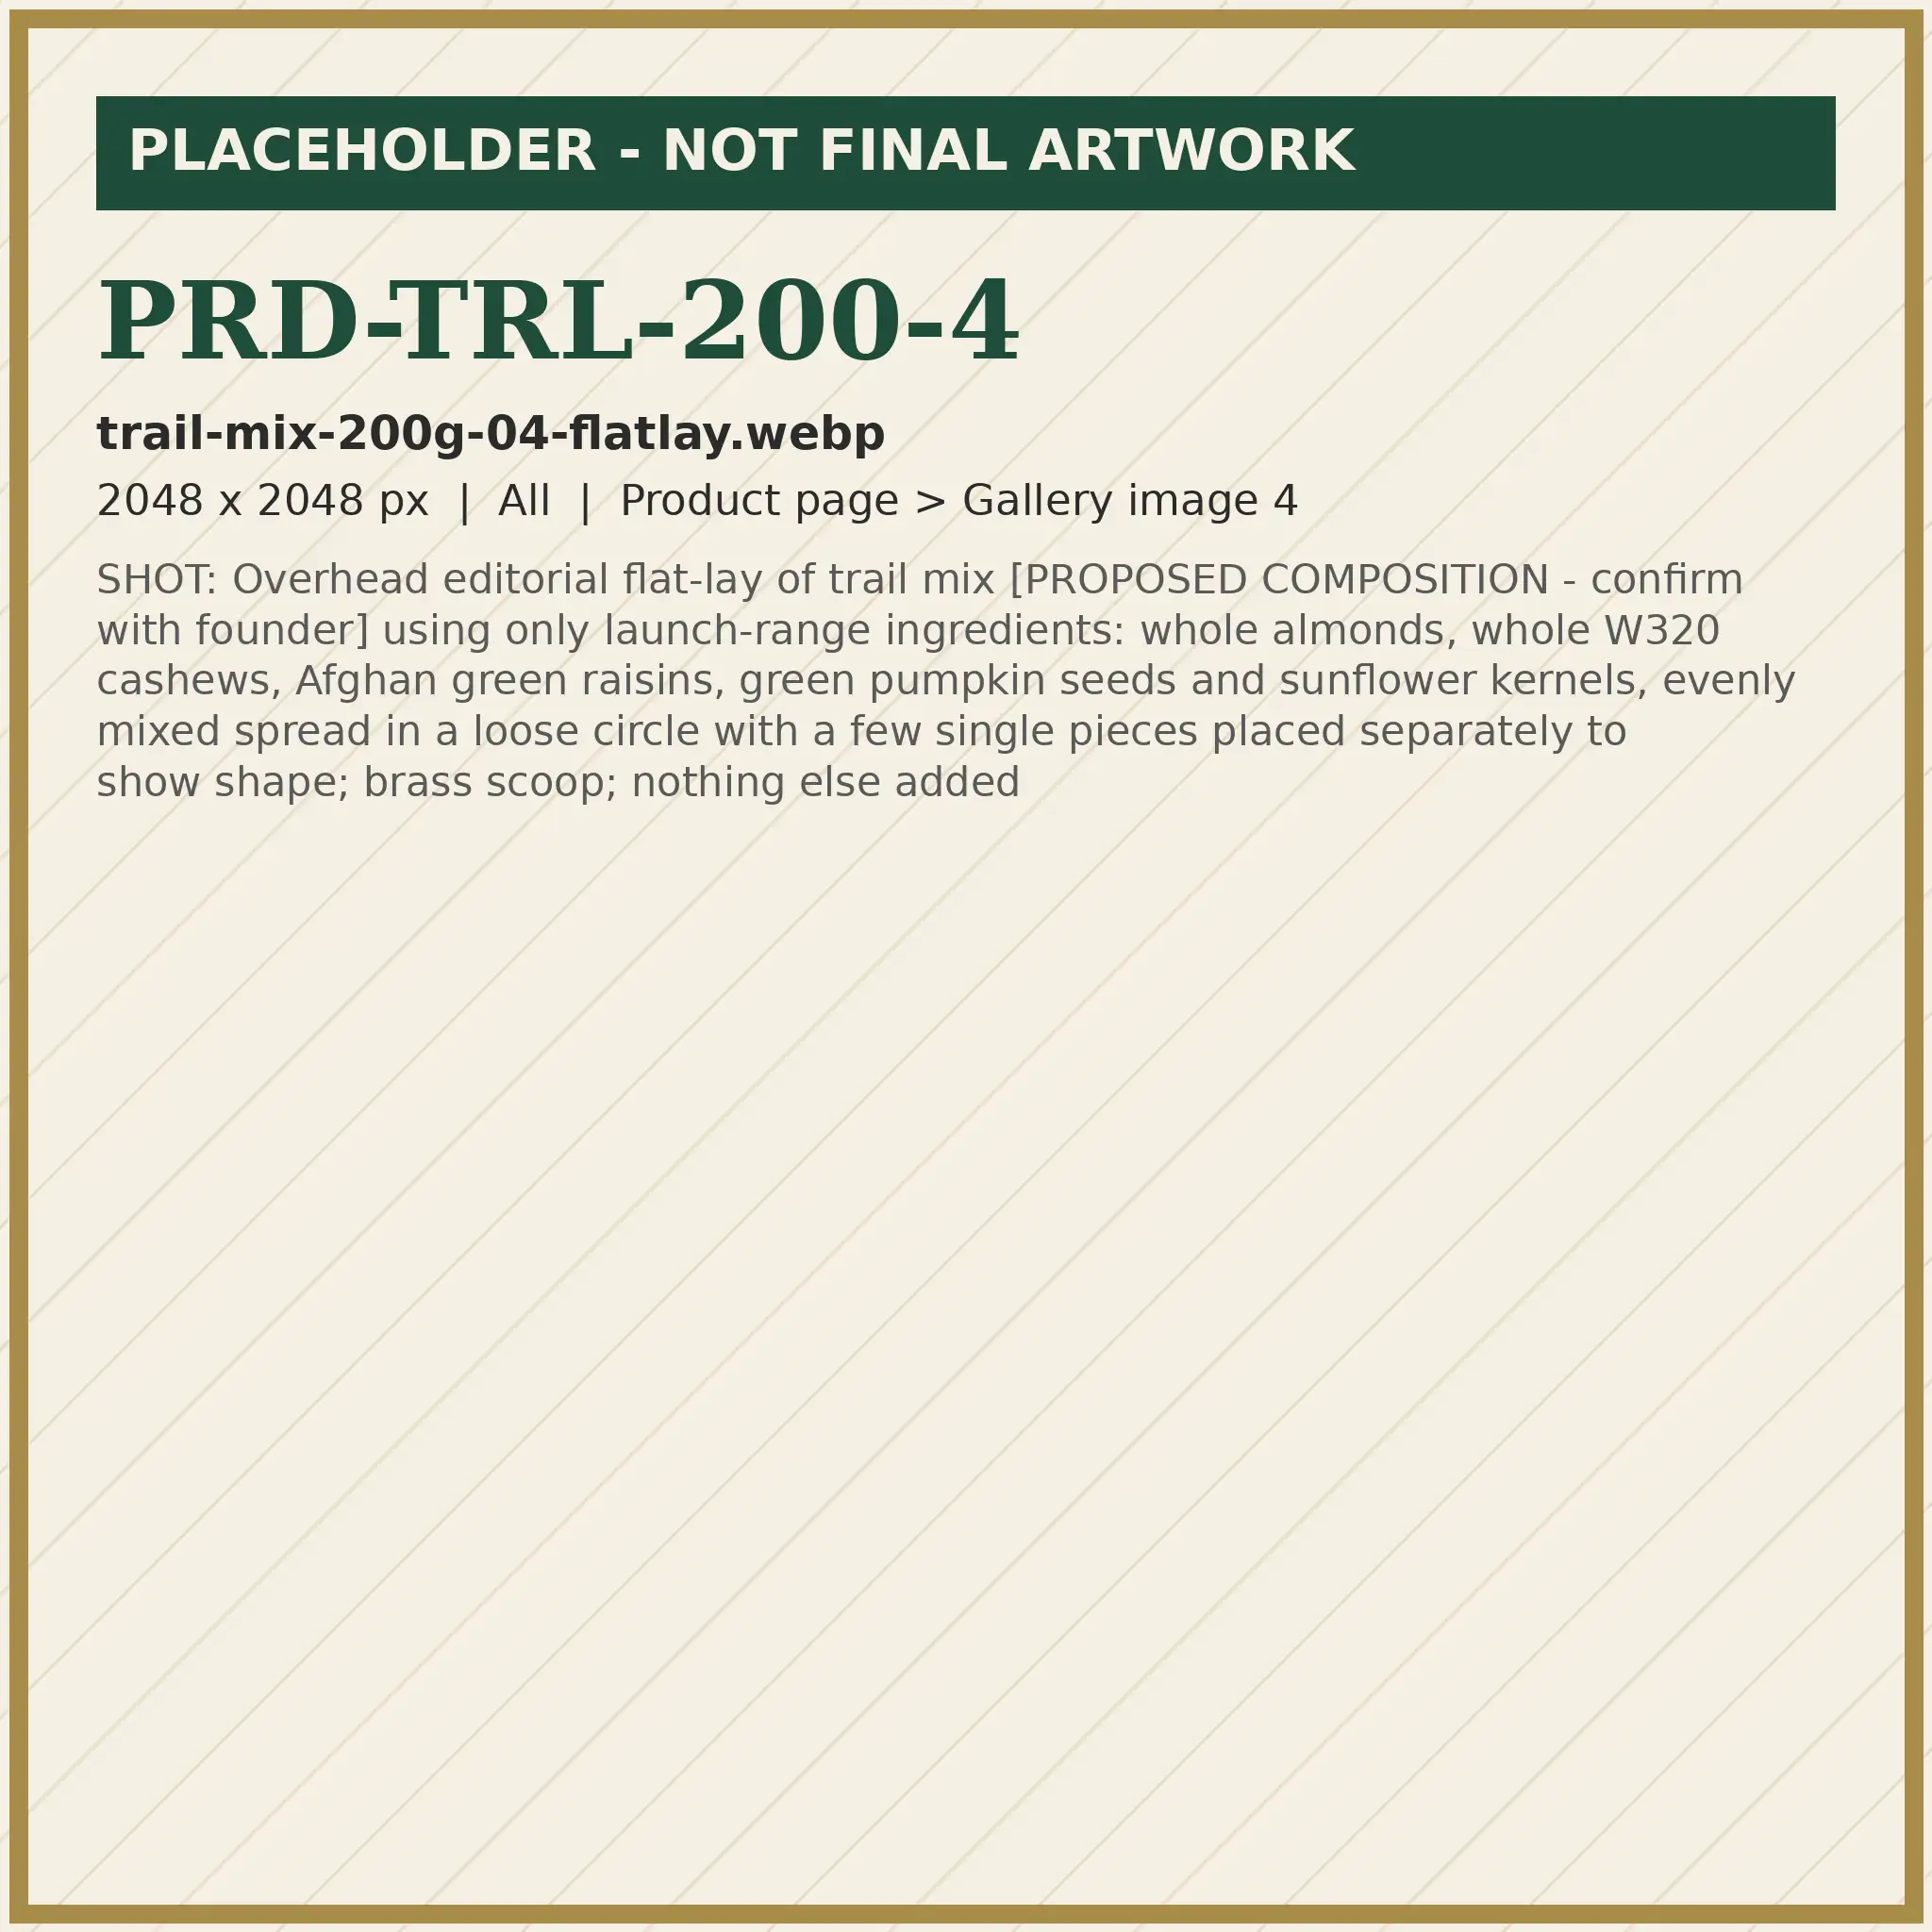 PLACEHOLDER - NOT FINAL ARTWORK
PRD-TRL-200-4
trail-mix-200g-04-flatlay.webp
2048 x 2048 px  |  All  |  Product page > Gallery image 4
SHOT: Overhead editorial flat-lay of trail mix [PROPOSED COMPOSITION - confirm
with founder] using only launch-range ingredients: whole almonds, whole W320
cashews, Afghan green raisins, green pumpkin seeds and sunflower kernels, evenly
mixed spread in a loose circle with a few single pieces placed separately to
show shape; brass scoop; nothing else added